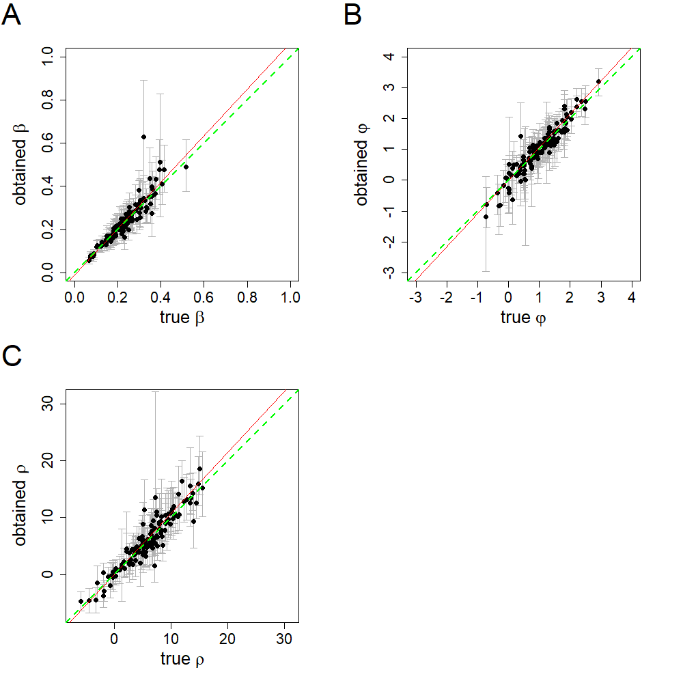 A
B
obtained β
0.0 0.2 0.4 0.6 0.8 1.0
0.0 0.2 0.4 0.6 0.8 1.0
true β
obtained φ
-3 -2 -1 0 1 2 3 4
-3 -2 -1 0 1 2 3 4
true φ
C
obtained ρ
0 10 20 30
0 10 20 30
true ρ